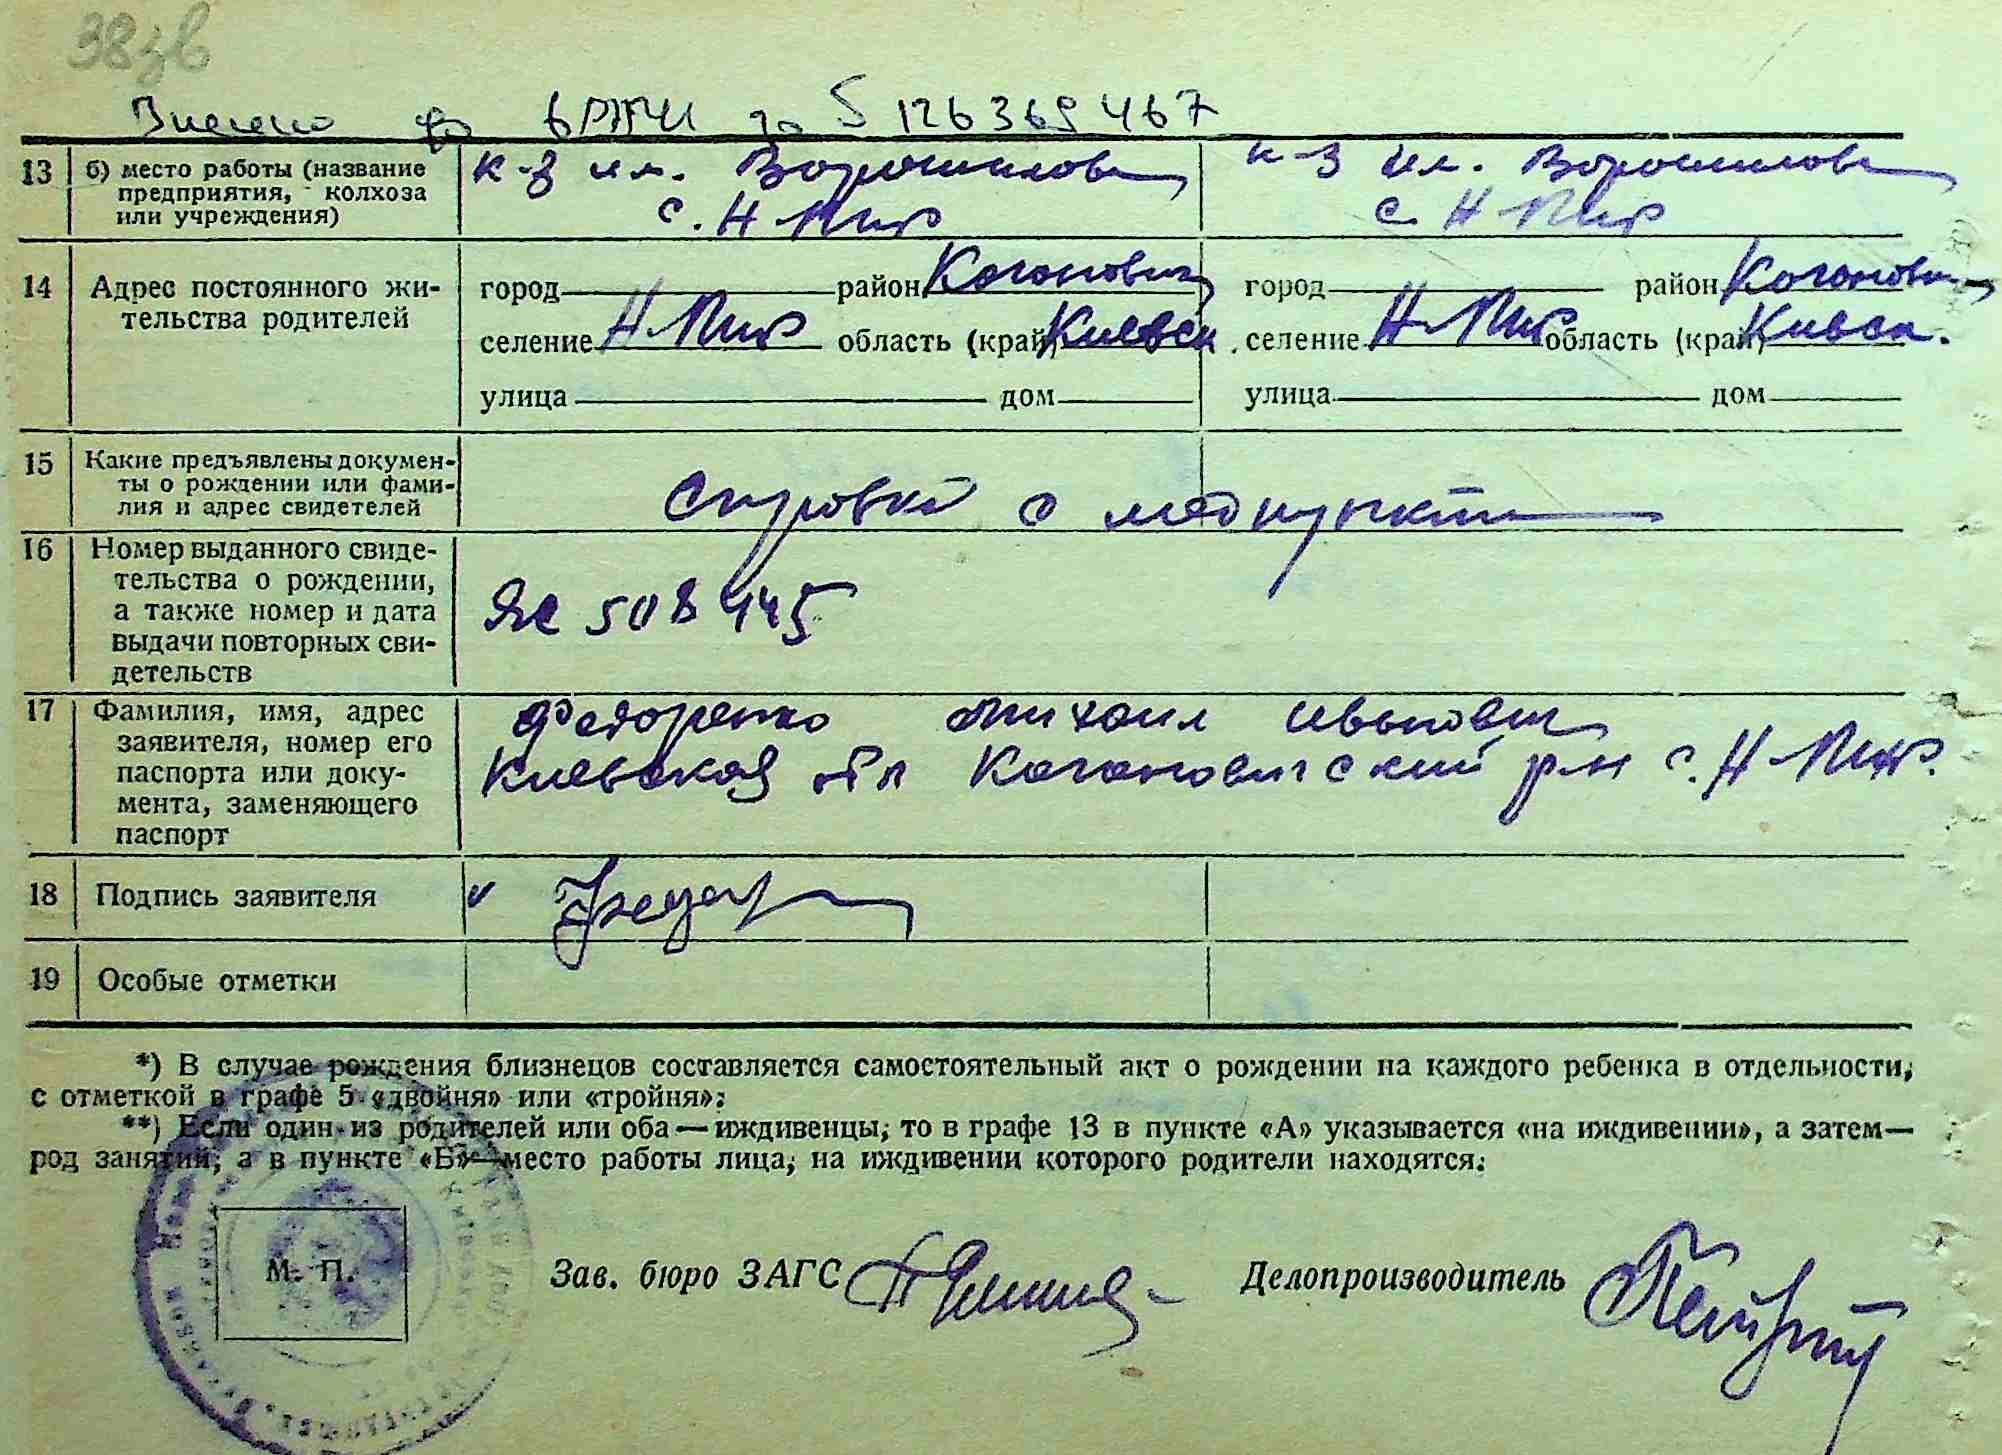 38зв
Внесено до ЕРПЧ за 5 126369467
13 б) место работы (название предприятия, колхоза или учреждения) к-з им. Ворошилова с. Н-Мир к-з им. Ворошилова с. Н-Мир
14 Адрес постоянного жительства родителей
город район Каганович город район Каганович
селение Н-Мир область (край) Киевск. селение Н-Мир область (край) Киевск.
улица дом улица дом
15 Какие предъявлены документы о рождении или фамилия и адрес свидетелей Справка с медпункта
16 Номер выданного свидетельства о рождении, а также номер и дата выдачи повторных свидетельств ЯС 508445
17 Фамилия, имя, адрес заявителя, номер его паспорта или документа, заменяющего паспорт Федоренко Михаил Иванович
Киевская обл Кагановичский р-н с. Н-Мир.
18 Подпись заявителя
19 Особые отметки
*) В случае рождения близнецов составляется самостоятельный акт о рождении на каждого ребенка в отдельности,
с отметкой в графе 5 «двойня» или «тройня».
**) Если один из родителей или оба — иждивенцы, то в графе 13 в пункте «А» указывается «на иждивении», а затем —
род занятий, а в пункте «Б» — место работы лица, на иждивении которого родители находятся.
М. П. Зав. бюро ЗАГС Делопроизводитель